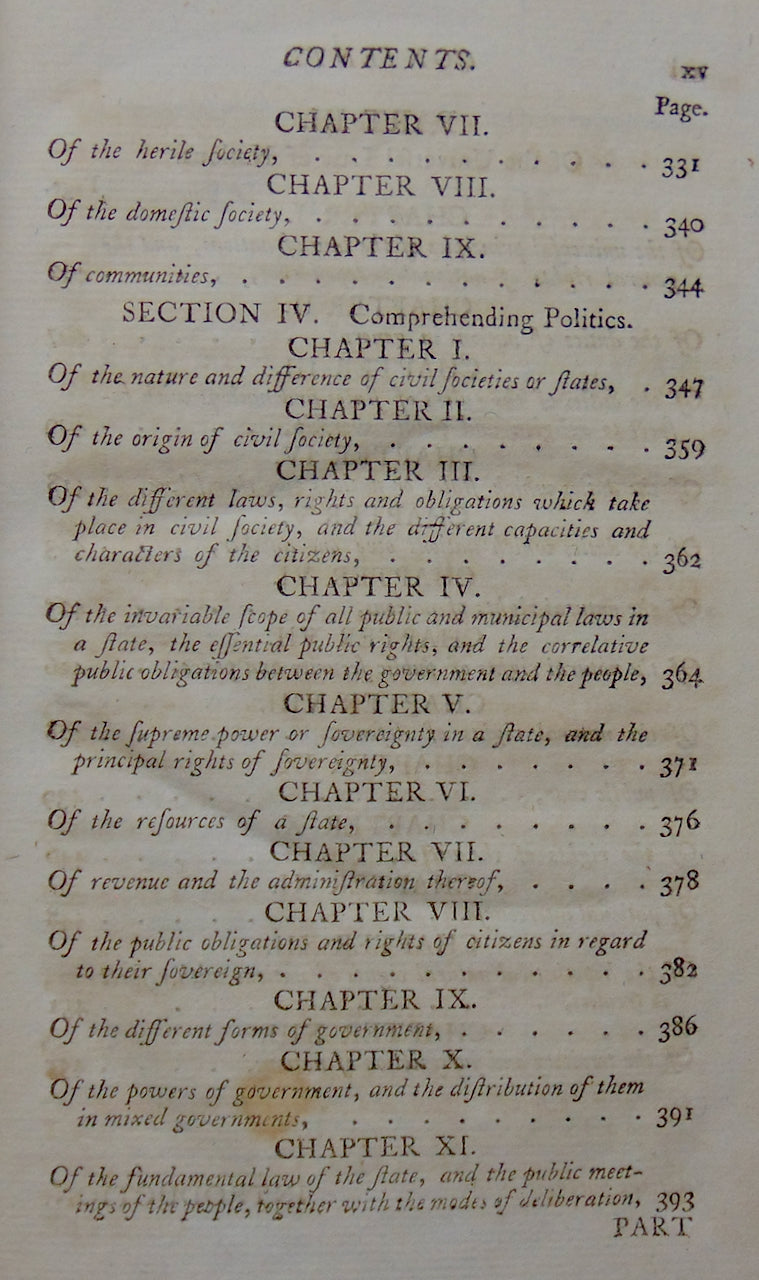 CONTENTS.
xv
Page.
CHAPTER VII.
Of the herile ſociety, . . . . . . . . . . 331
CHAPTER VIII.
Of the domeſtic ſociety, . . . . . . . . . . 340
CHAPTER IX.
Of communities, . . . . . . . . . . . . 344
SECTION IV. Comprehending Politics.
CHAPTER I.
Of the nature and difference of civil ſocieties or ſtates, . 347
CHAPTER II.
Of the origin of civil ſociety, . . . . . . . . 359
CHAPTER III.
Of the different laws, rights and obligations which take
place in civil ſociety, and the different capacities and
characters of the citizens, . . . . . . . . 362
CHAPTER IV.
Of the invariable ſcope of all public and municipal laws in
a ſtate, the eſſential public rights, and the correlative
public obligations between the government and the people, 364
CHAPTER V.
Of the ſupreme power or ſovereignty in a ſtate, and the
principal rights of ſovereignty, . . . . . . . 371
CHAPTER VI.
Of the reſources of a ſtate, . . . . . . . . 376
CHAPTER VII.
Of revenue and the adminiſtration thereof, . . . . 378
CHAPTER VIII.
Of the public obligations and rights of citizens in regard
to their ſovereign, . . . . . . . . . . . 382
CHAPTER IX.
Of the different forms of government, . . . . . . 386
CHAPTER X.
Of the powers of government, and the diſtribution of them
in mixed governments, . . . . . . . . . 391
CHAPTER XI.
Of the fundamental law of the ſtate, and the public meet-
ings of the people, together with the modes of deliberation, 393
PART